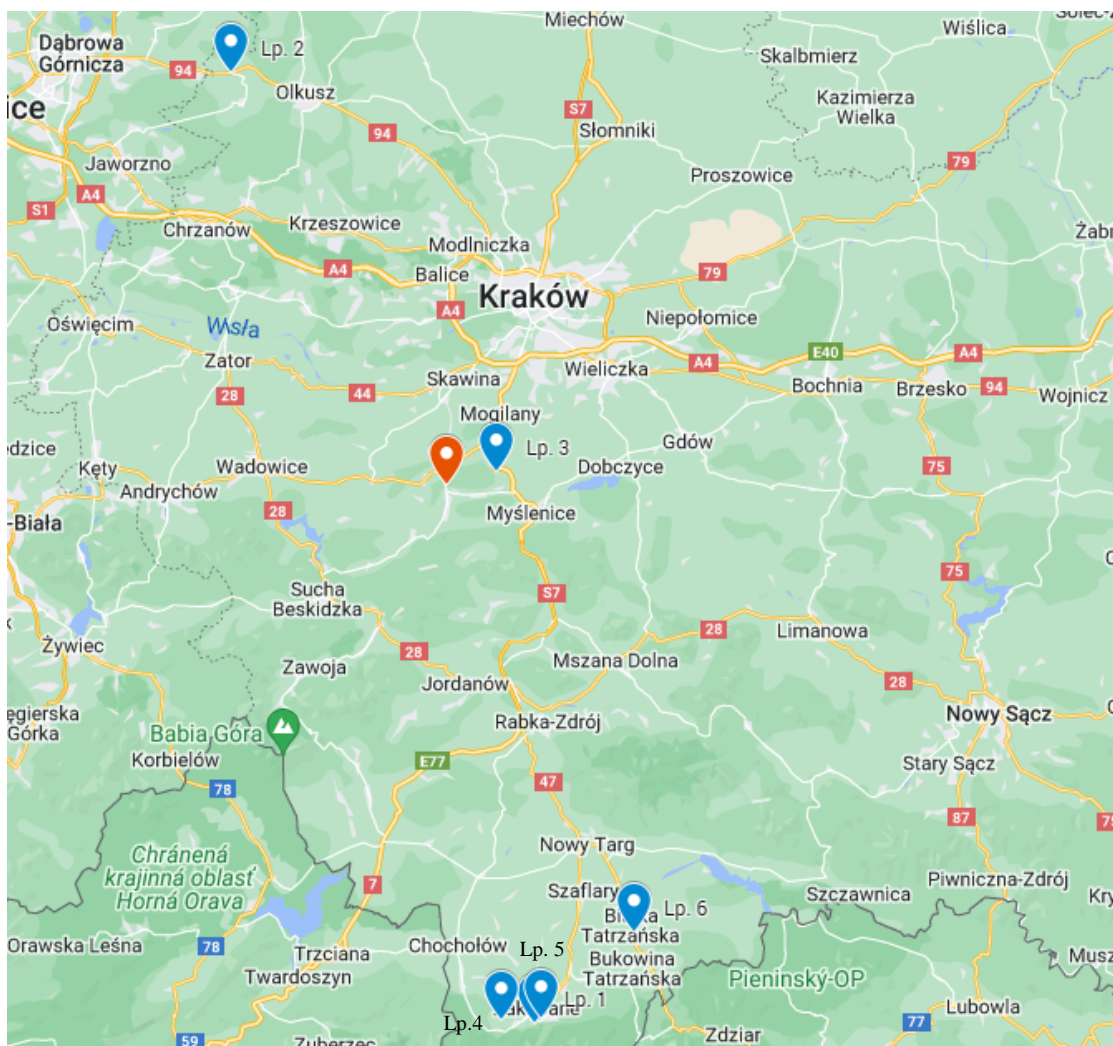 Miechów
Wiślica
Dąbrowa
Górnicza
Lp. 2
94
Skalbmierz
ice
Olkusz
S7
Kazimierza
Wielka
94
Słomniki
Jaworzno
79
A4
Proszowice
S1
Chrzanów
Krzeszowice
Modlniczka
A4
Balice
79
Kraków
A4
Oświęcim
Wisła
Niepołomice
Zator
E40
A4
Skawina
Wieliczka
A4
Bochnia
Brzesko
94
Wojnicz
28
44
Mogilany
edzice
Lp. 3
Gdów
Kęty
Wadowice
Dobczyce
75
Andrychów
28
Myślenice
-Biała
75
Sucha
Beskidzka
S7
Żywiec
28
Limanowa
Zawoja
28
Mszana Dolna
Jordanów
28
ęgierska
Górka
Babia Góra
Rabka-Zdrój
Nowy Sącz
Korbielów
E77
Stary Sącz
78
47
87
Chránená
krajinná oblasť
Horná Orava
Nowy Targ
7
Szaflary
Szczawnica
Piwniczna-Zdrój
Lp. 6
Tatrzańska
Orawska Leśna
78
Chochołów
Lp. 5
Trzciana
Bukowina
Tatrzańska
Twardoszyn
Pieninský-OP
Lp. 1
Lubowla
Lp.4
77
59
Zuberzec
Zdziar